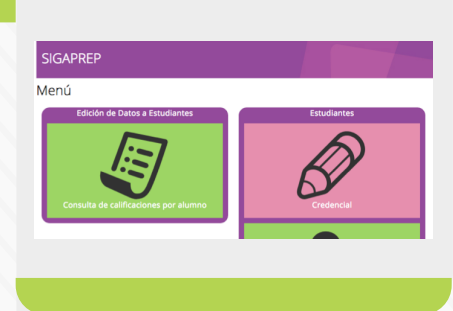 SIGAPREP
Menú
Edición de Datos a Estudiantes
Consulta de calificaciones por alumno
Estudiantes
Credencial